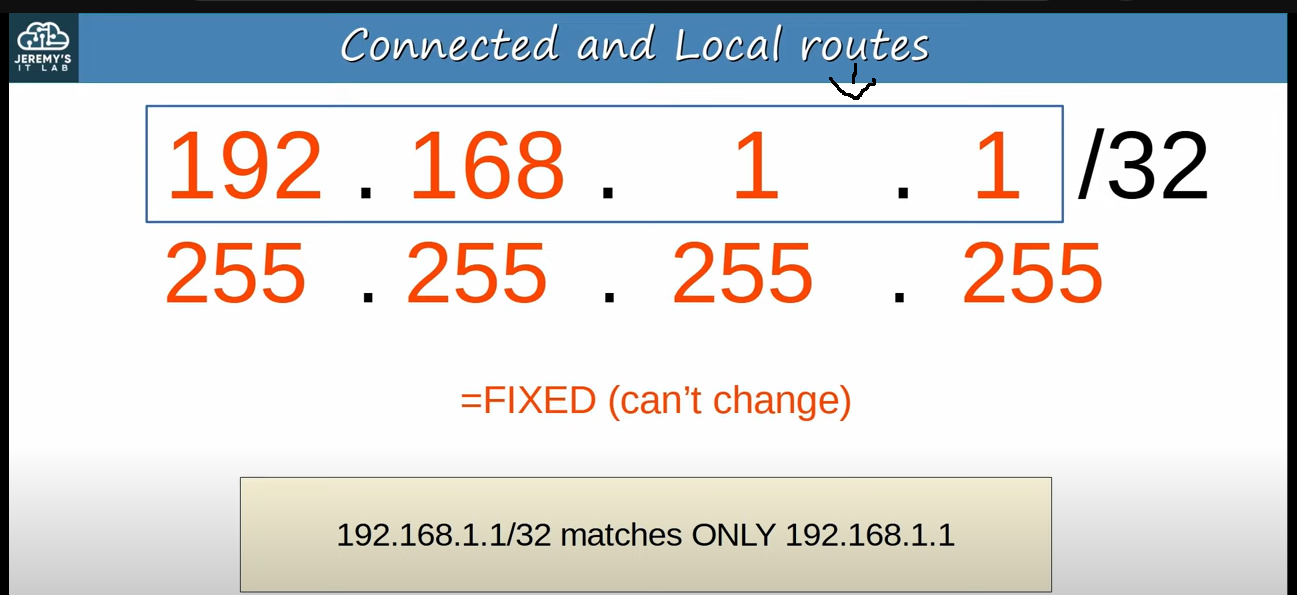 JEREMY'S
IT LAB
Connected and Local routes
192 . 168 . 1 . 1 /32
255 . 255 . 255 . 255
=FIXED (can't change)
192.168.1.1/32 matches ONLY 192.168.1.1